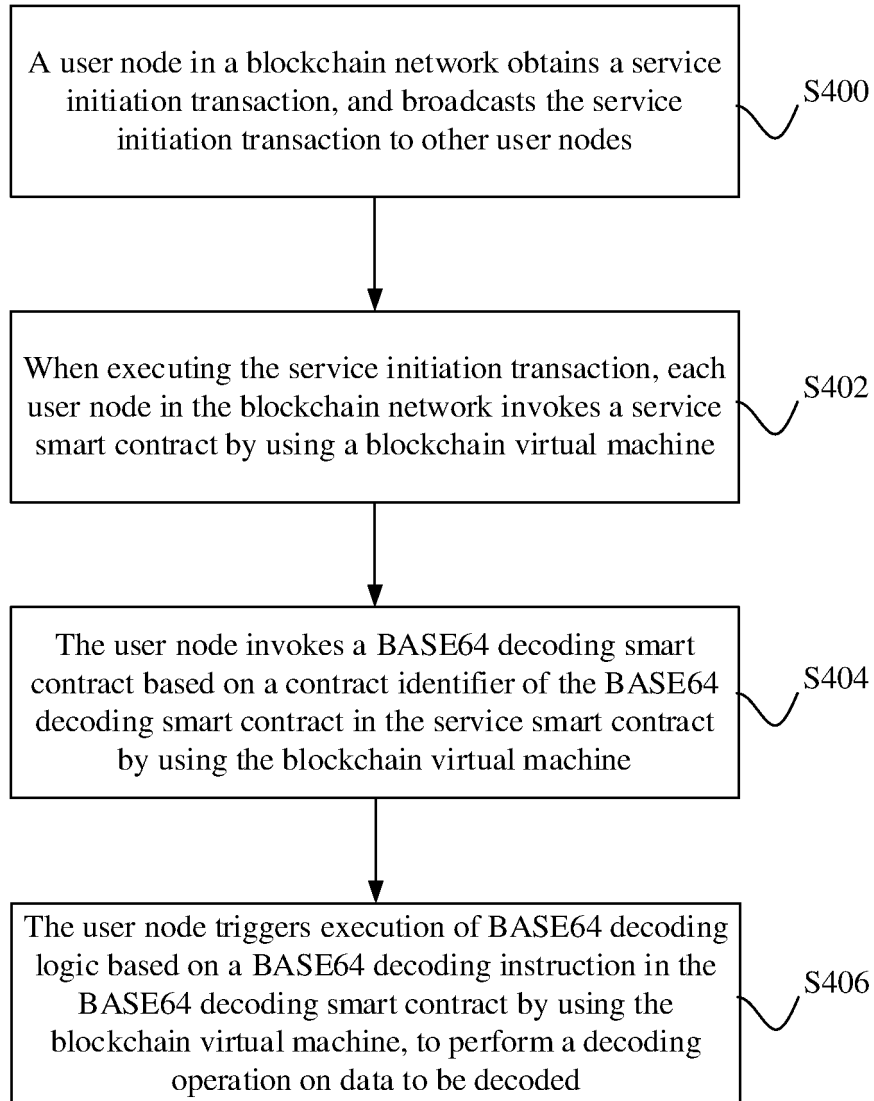 A user node in a blockchain network obtains a service
initiation transaction, and broadcasts the service
initiation transaction to other user nodes
S400
When executing the service initiation transaction, each
user node in the blockchain network invokes a service
smart contract by using a blockchain virtual machine
S402
The user node invokes a BASE64 decoding smart
contract based on a contract identifier of the BASE64
decoding smart contract in the service smart contract
by using the blockchain virtual machine
S404
The user node triggers execution of BASE64 decoding
logic based on a BASE64 decoding instruction in the
BASE64 decoding smart contract by using the
blockchain virtual machine, to perform a decoding
operation on data to be decoded
S406